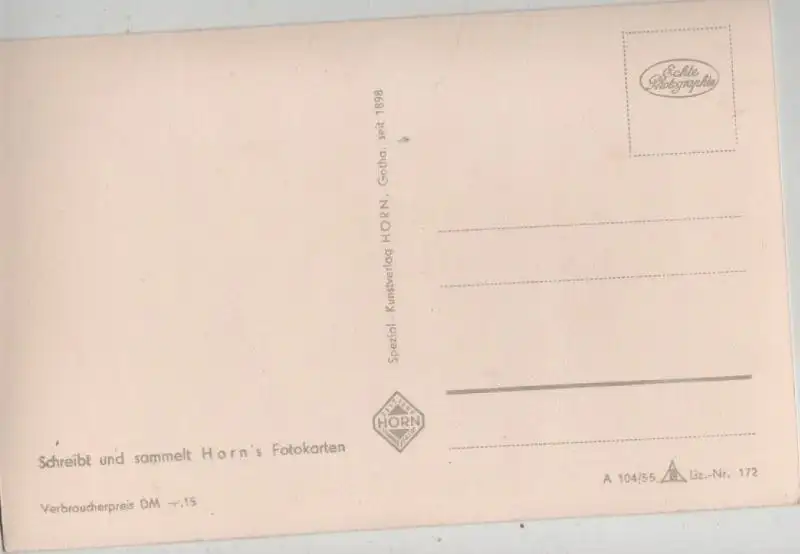 Echte
Photographie
Spezial-Kunstverlag HORN, Gotha. seit 1898
HORN
Schreibt und sammelt Horn's Fotokarten
Verbraucherpreis DM –.15
A 104/55 Liz.-Nr. 172